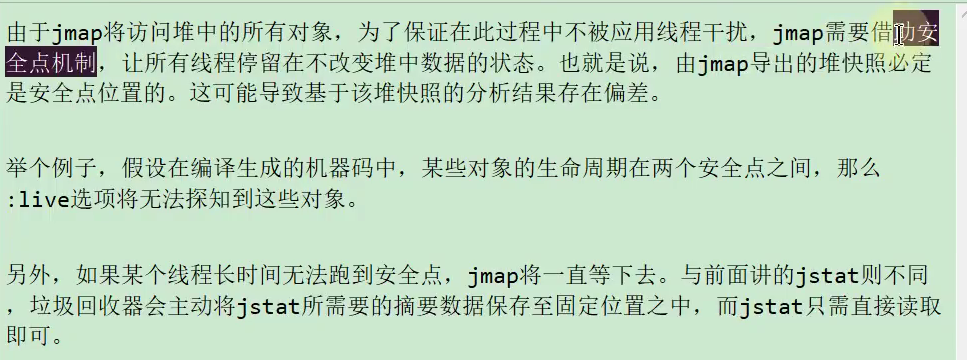 由于jmap将访问堆中的所有对象，为了保证在此过程中不被应用线程干扰，jmap需要借助安
全点机制，让所有线程停留在不改变堆中数据的状态。也就是说，由jmap导出的堆快照必定
是安全点位置的。这可能导致基于该堆快照的分析结果存在偏差。
举个例子，假设在编译生成的机器码中，某些对象的生命周期在两个安全点之间，那么
:live选项将无法探知到这些对象。
另外，如果某个线程长时间无法跑到安全点，jmap将一直等下去。与前面讲的jstat则不同
，垃圾回收器会主动将jstat所需要的摘要数据保存至固定位置之中，而jstat只需直接读取
即可。